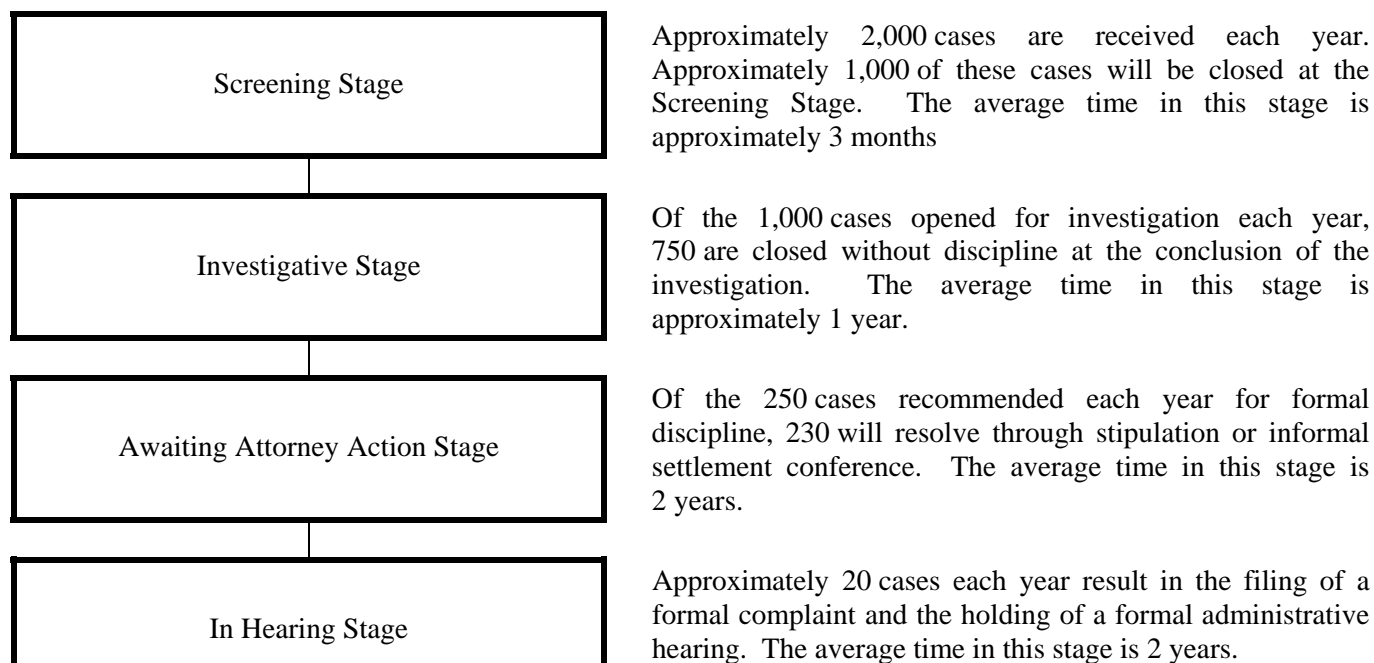 Screening Stage
Approximately 2,000 cases are received each year.
Approximately 1,000 of these cases will be closed at the
Screening Stage. The average time in this stage is
approximately 3 months
Investigative Stage
Of the 1,000 cases opened for investigation each year,
750 are closed without discipline at the conclusion of the
investigation. The average time in this stage is
approximately 1 year.
Awaiting Attorney Action Stage
Of the 250 cases recommended each year for formal
discipline, 230 will resolve through stipulation or informal
settlement conference. The average time in this stage is
2 years.
In Hearing Stage
Approximately 20 cases each year result in the filing of a
formal complaint and the holding of a formal administrative
hearing. The average time in this stage is 2 years.